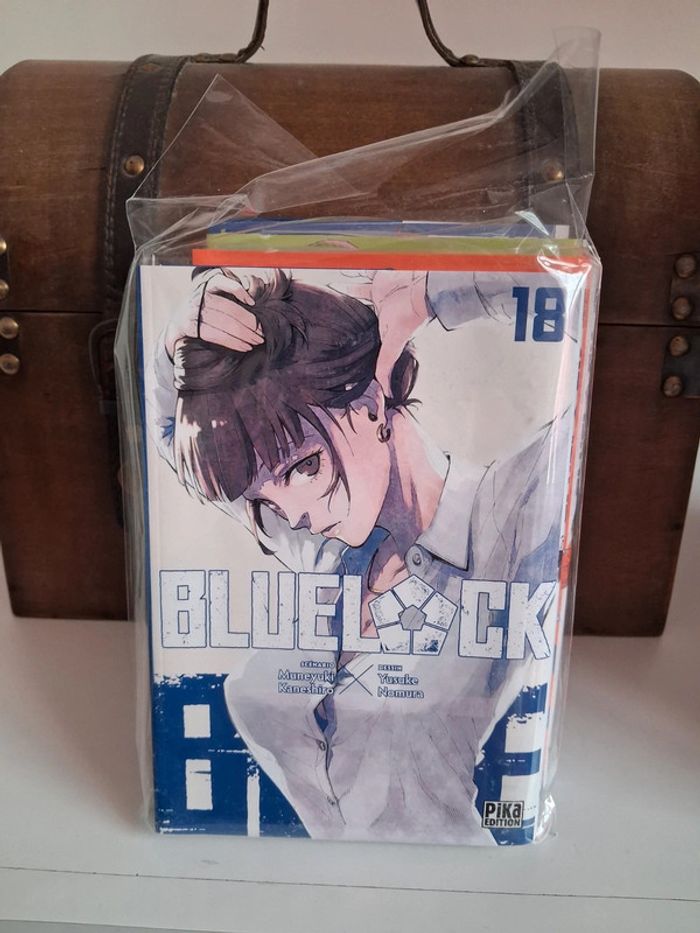 18
BLUELOCK
SCÉNARIO
Muneyuki
Kaneshiro
DESSIN
Yusuke
Nomura
PIKA
EDITION